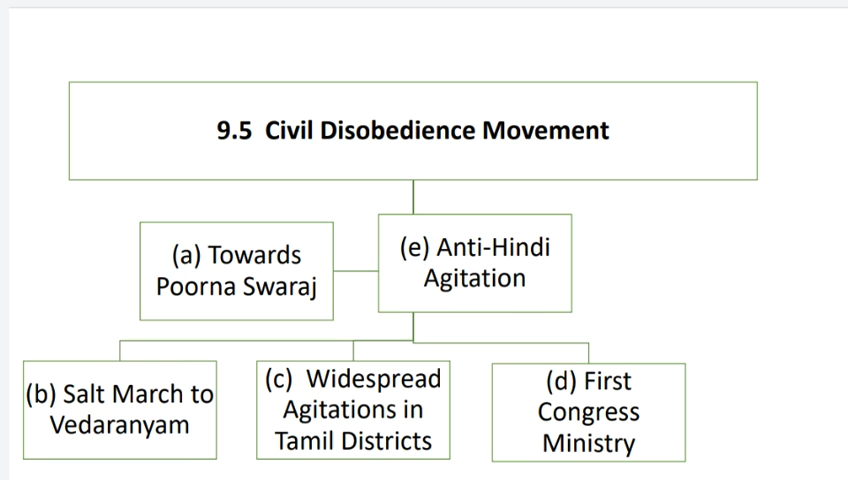 9.5 Civil Disobedience Movement
(a) Towards
Poorna Swaraj
(e) Anti-Hindi
Agitation
(b) Salt March to
Vedaranyam
(c) Widespread
Agitations in
Tamil Districts
(d) First
Congress
Ministry